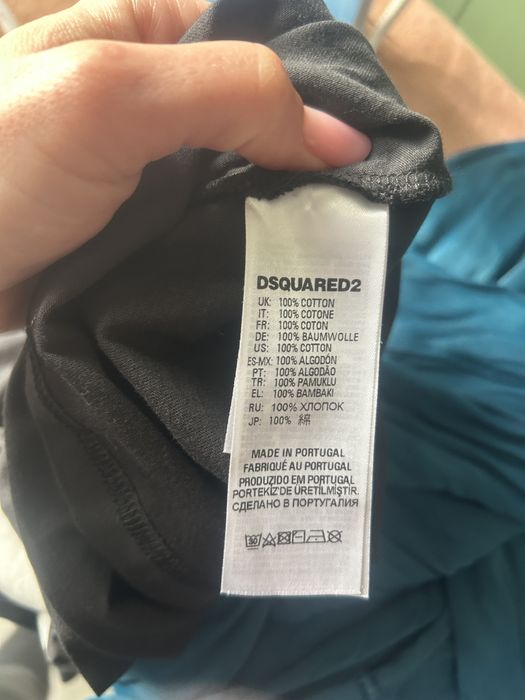 DSQUARED2
UK: 100% COTTON
IT: 100% COTONE
FR: 100% COTON
DE: 100% BAUMWOLLE
US: 100% COTTON
ES-MX: 100% ALGODÓN
PT: 100% ALGODÃO
TR: 100% PAMUKLU
EL: 100% BAMBAKI
RU: 100% ХЛОПОК
JP: 100% 綿
MADE IN PORTUGAL
FABRIQUÉ AU PORTUGAL
PRODUZIDO EM PORTUGAL
PORTEKİZ'DE ÜRETİLMİŞTİR.
СДЕЛАНО В ПОРТУГАЛИЯ